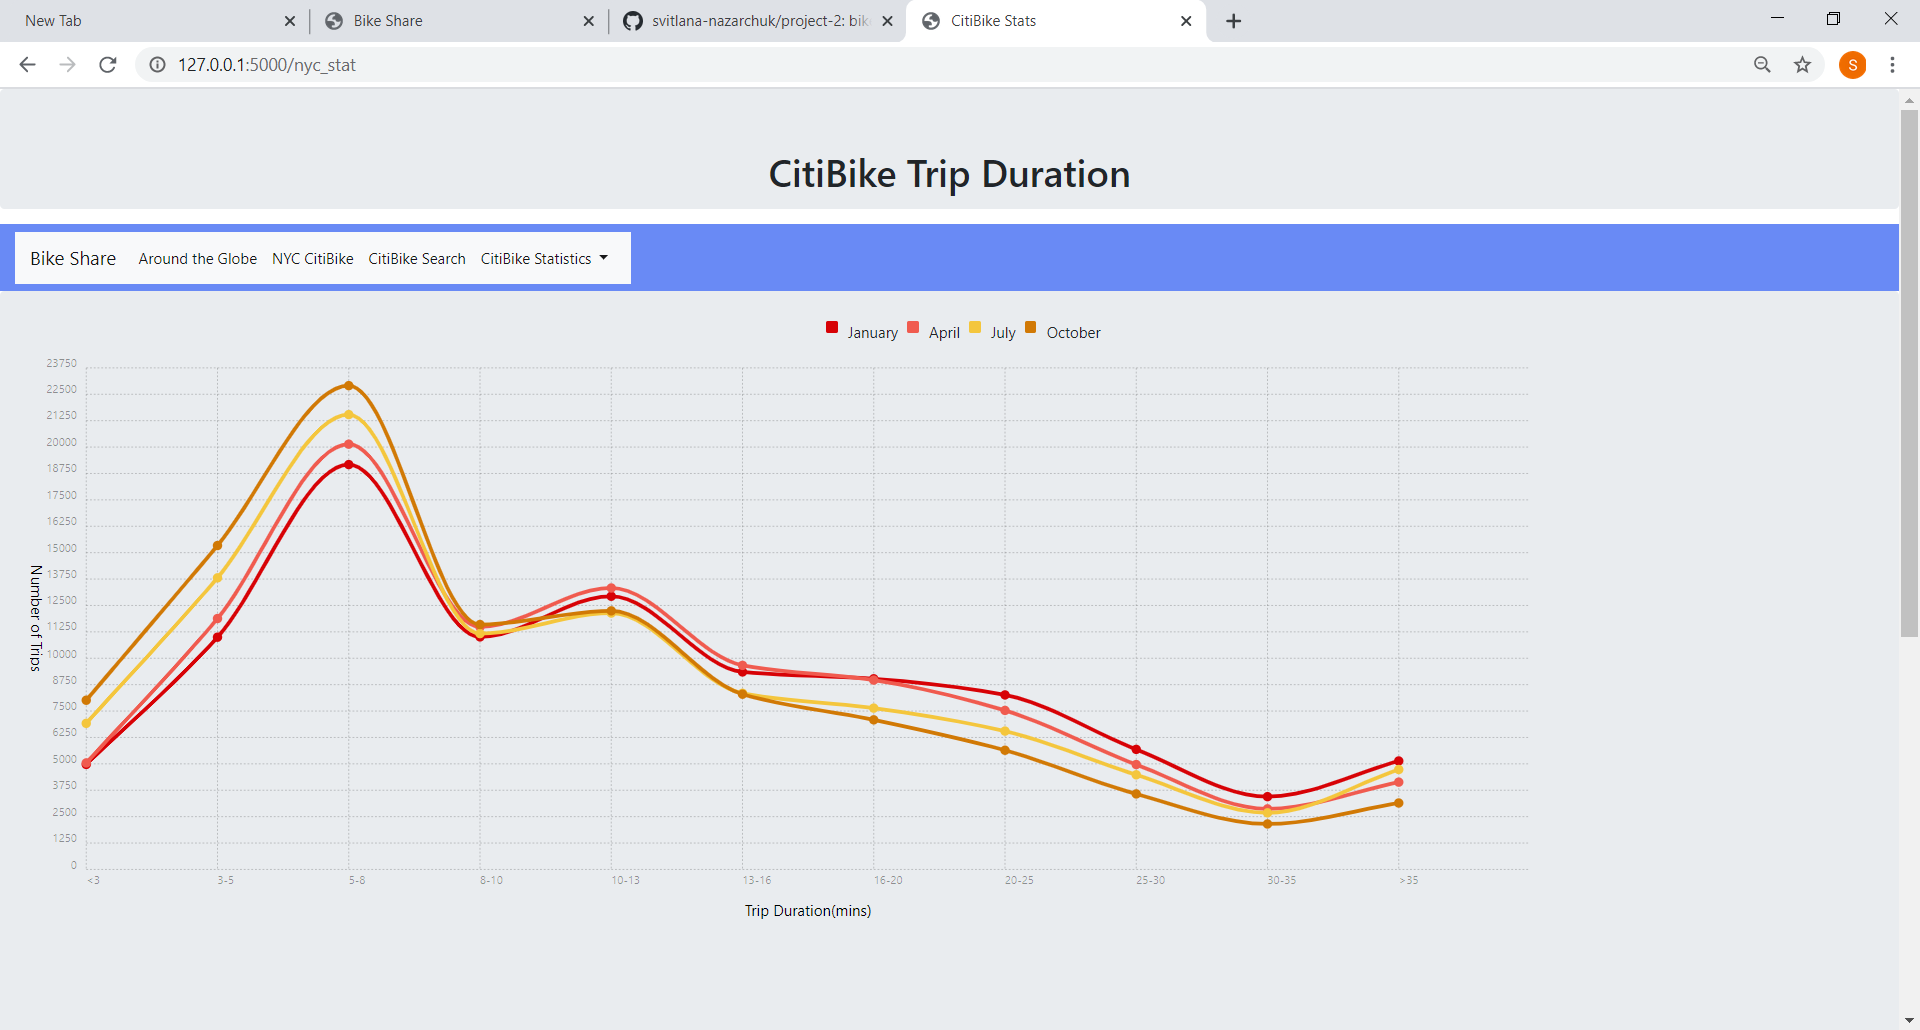 New Tab
Bike Share
svitlana-nazarchuk/project-2: bik
CitiBike Stats
127.0.0.1:5000/nyc_stat
S
CitiBike Trip Duration
Bike Share Around the Globe NYC CitiBike CitiBike Search CitiBike Statistics
January April July October
23750
22500
21250
20000
18750
17500
16250
15000
13750
12500
11250
10000
8750
7500
6250
5000
3750
2500
1250
0
Number of Trips
<3 3-5 5-8 8-10 10-13 13-16 16-20 20-25 25-30 30-35 >35
Trip Duration(mins)